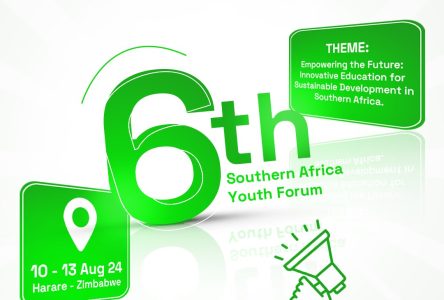 THEME:
Empowering the Future:
Innovative Education for
Sustainable Development in
Southern Africa.
6th
Southern Africa
Youth Forum
10 - 13 Aug 24
Harare - Zimbabwe